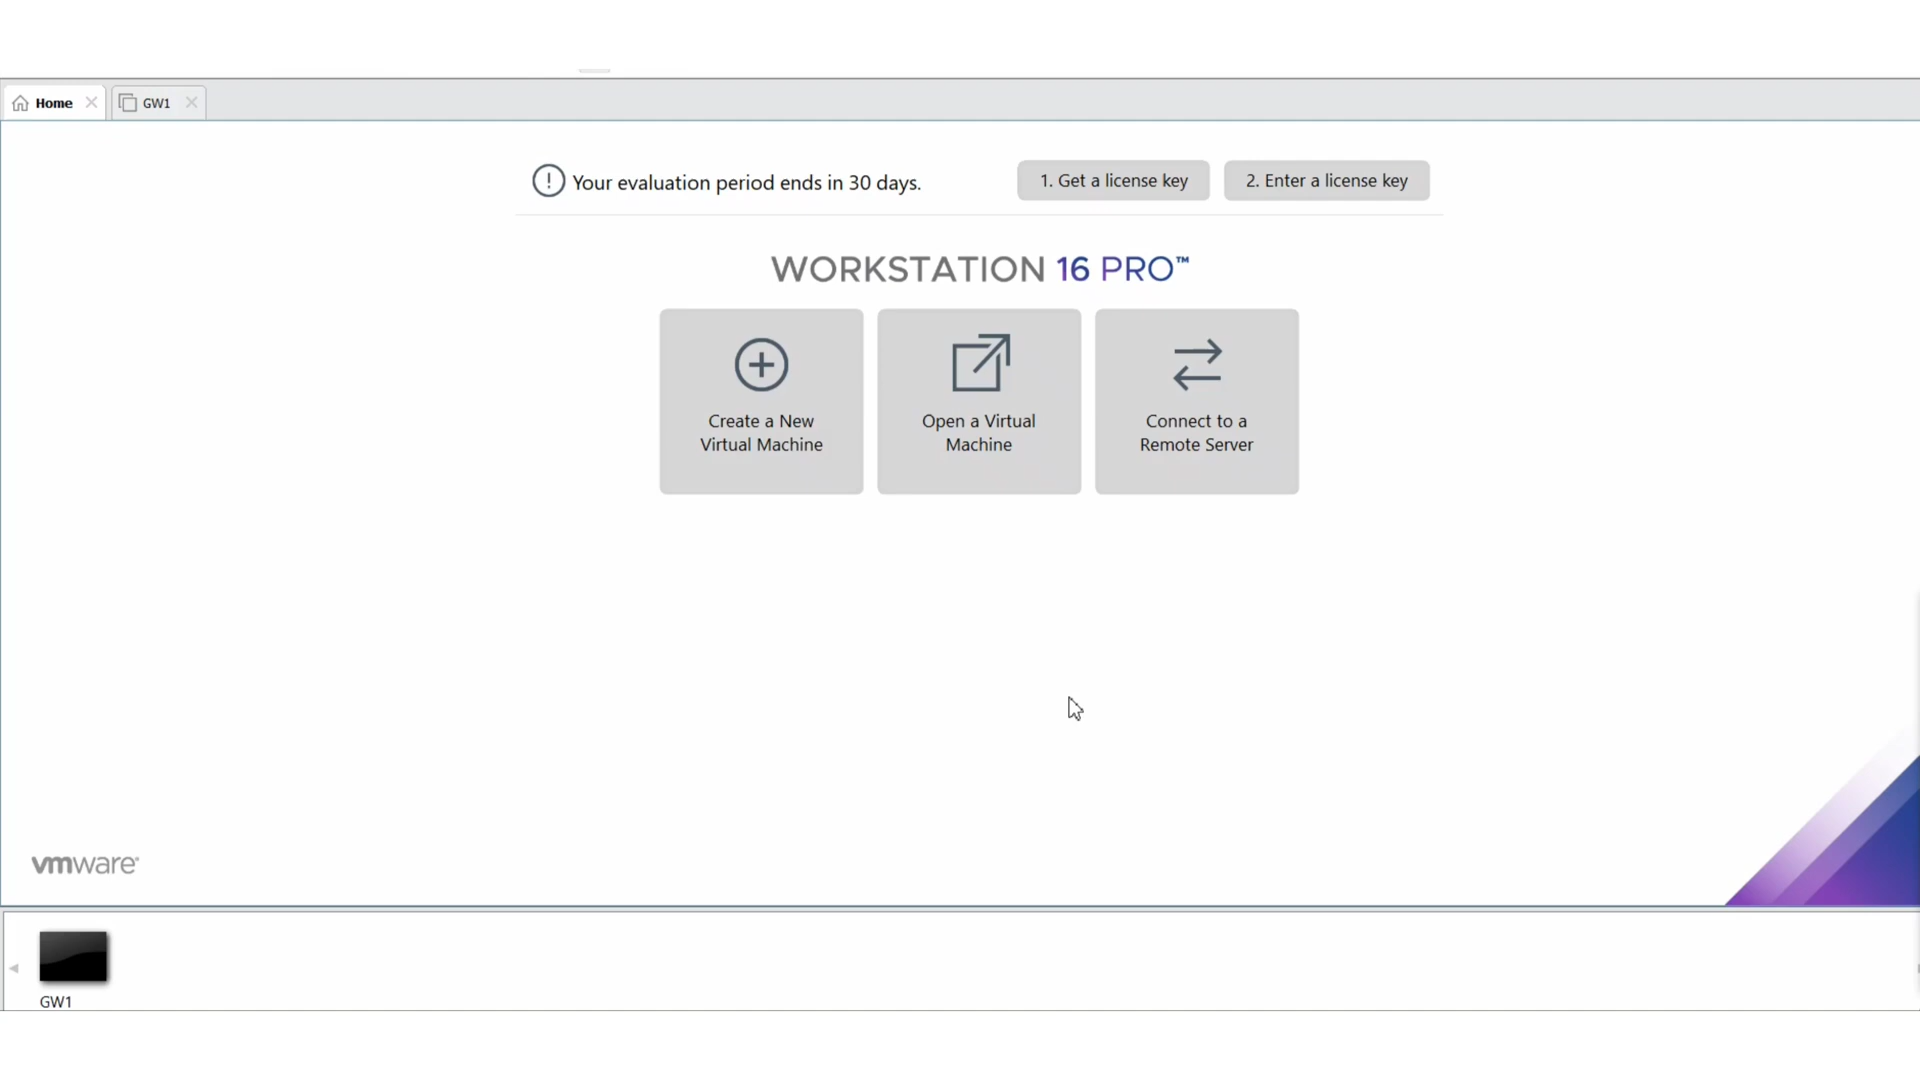 Home
GW1
Your evaluation period ends in 30 days.
1. Get a license key
2. Enter a license key
WORKSTATION 16 PRO™
Create a New
Virtual Machine
Open a Virtual
Machine
Connect to a
Remote Server
vmware®
GW1